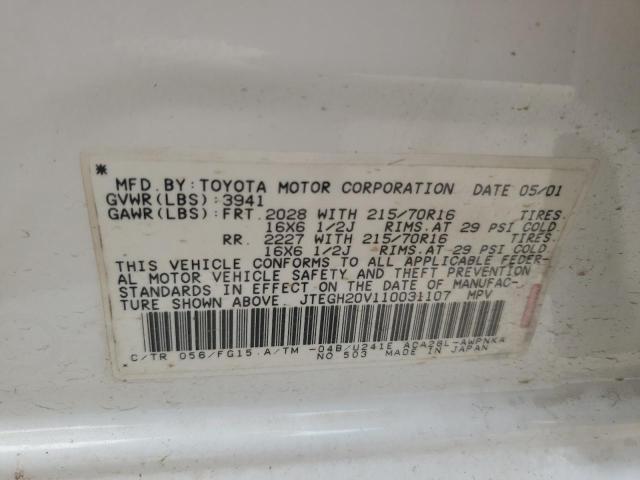 MFD. BY: TOYOTA MOTOR CORPORATION DATE 05/01
GVWR(LBS): 3941
GAWR(LBS): FRT. 2028 WITH 215/70R16 TIRES.
16X6 1/2J RIMS. AT 29 PSI COLD
RR. 2227 WITH 215/70R16 TIRES.
16X6 1/2J RIMS. AT 29 PSI COLD
THIS VEHICLE CONFORMS TO ALL APPLICABLE FEDER-
AL MOTOR VEHICLE SAFETY AND THEFT PREVENTION
STANDARDS IN EFFECT ON THE DATE OF MANUFAC-
TURE SHOWN ABOVE. JTEGH20V110031107 MPV
C/TR 056/FG15. A/TM -04B/U241E ACA26L-AWPNKA
NO 503 MADE IN JAPAN